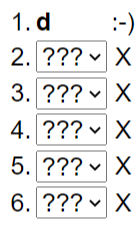 1. d :-)
2. ??? X
3. ??? X
4. ??? X
5. ??? X
6. ??? X